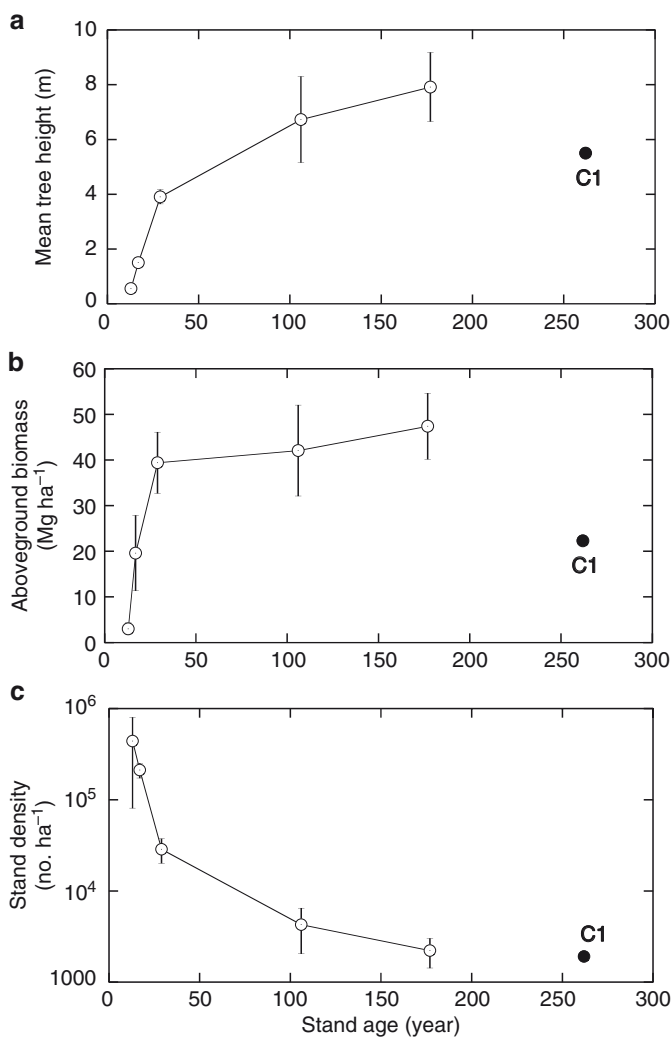 a
10
8
6
4
2
0
Mean tree height (m)
C1
0 50 100 150 200 250 300
b
60
50
40
30
20
10
0
Aboveground biomass
(Mg ha⁻¹)
C1
0 50 100 150 200 250 300
c
10⁶
10⁵
10⁴
1000
Stand density
(no. ha⁻¹)
C1
0 50 100 150 200 250 300
Stand age (year)